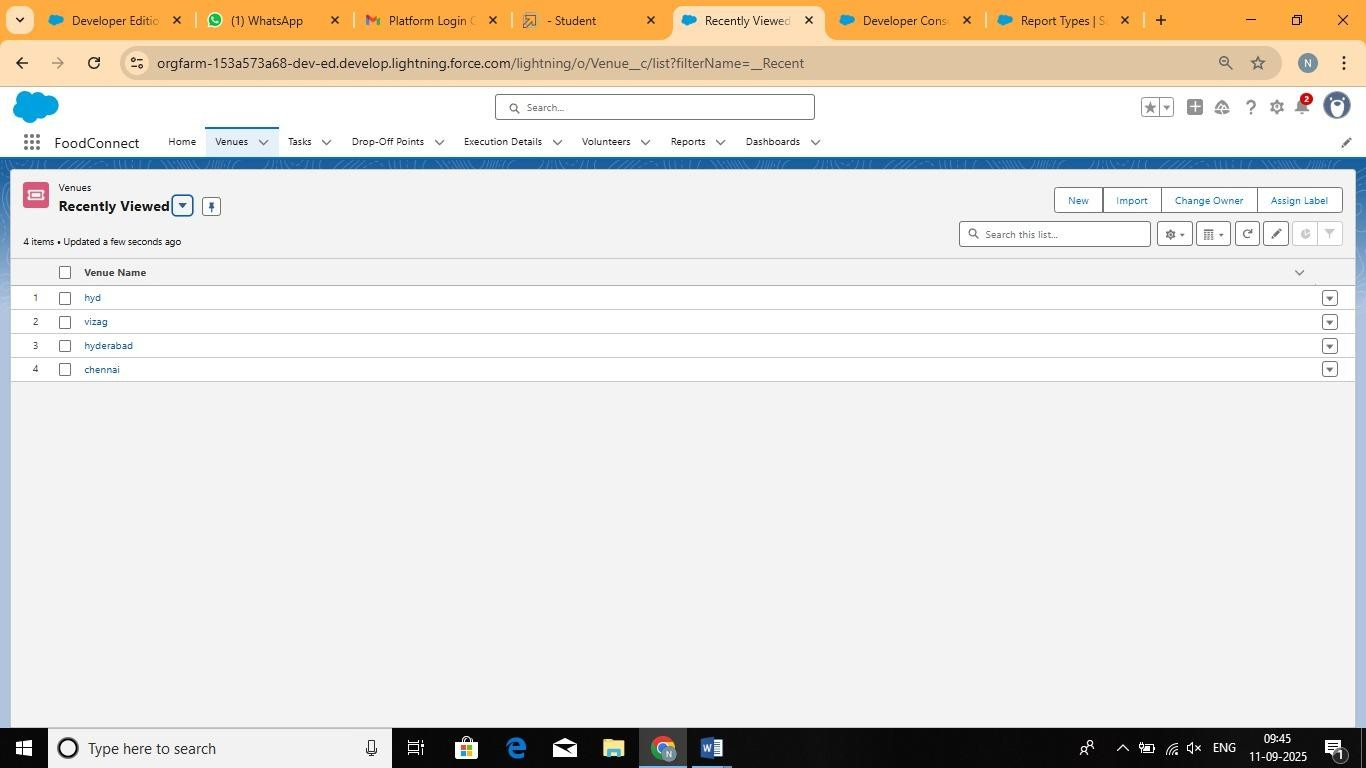 Developer Editio
(1) WhatsApp
Platform Login C
- Student
Recently Viewed
Developer Cons
Report Types | S
orgfarm-153a573a68-dev-ed.develop.lightning.force.com/lightning/o/Venue__c/list?filterName=__Recent
N
Search...
2
FoodConnect
Home
Venues
Tasks
Drop-Off Points
Execution Details
Volunteers
Reports
Dashboards
Venues
Recently Viewed
New
Import
Change Owner
Assign Label
4 items • Updated a few seconds ago
Search this list...
Venue Name
1 hyd
2 vizag
3 hyderabad
4 chennai
Type here to search
ENG
09:45
11-09-2025
1